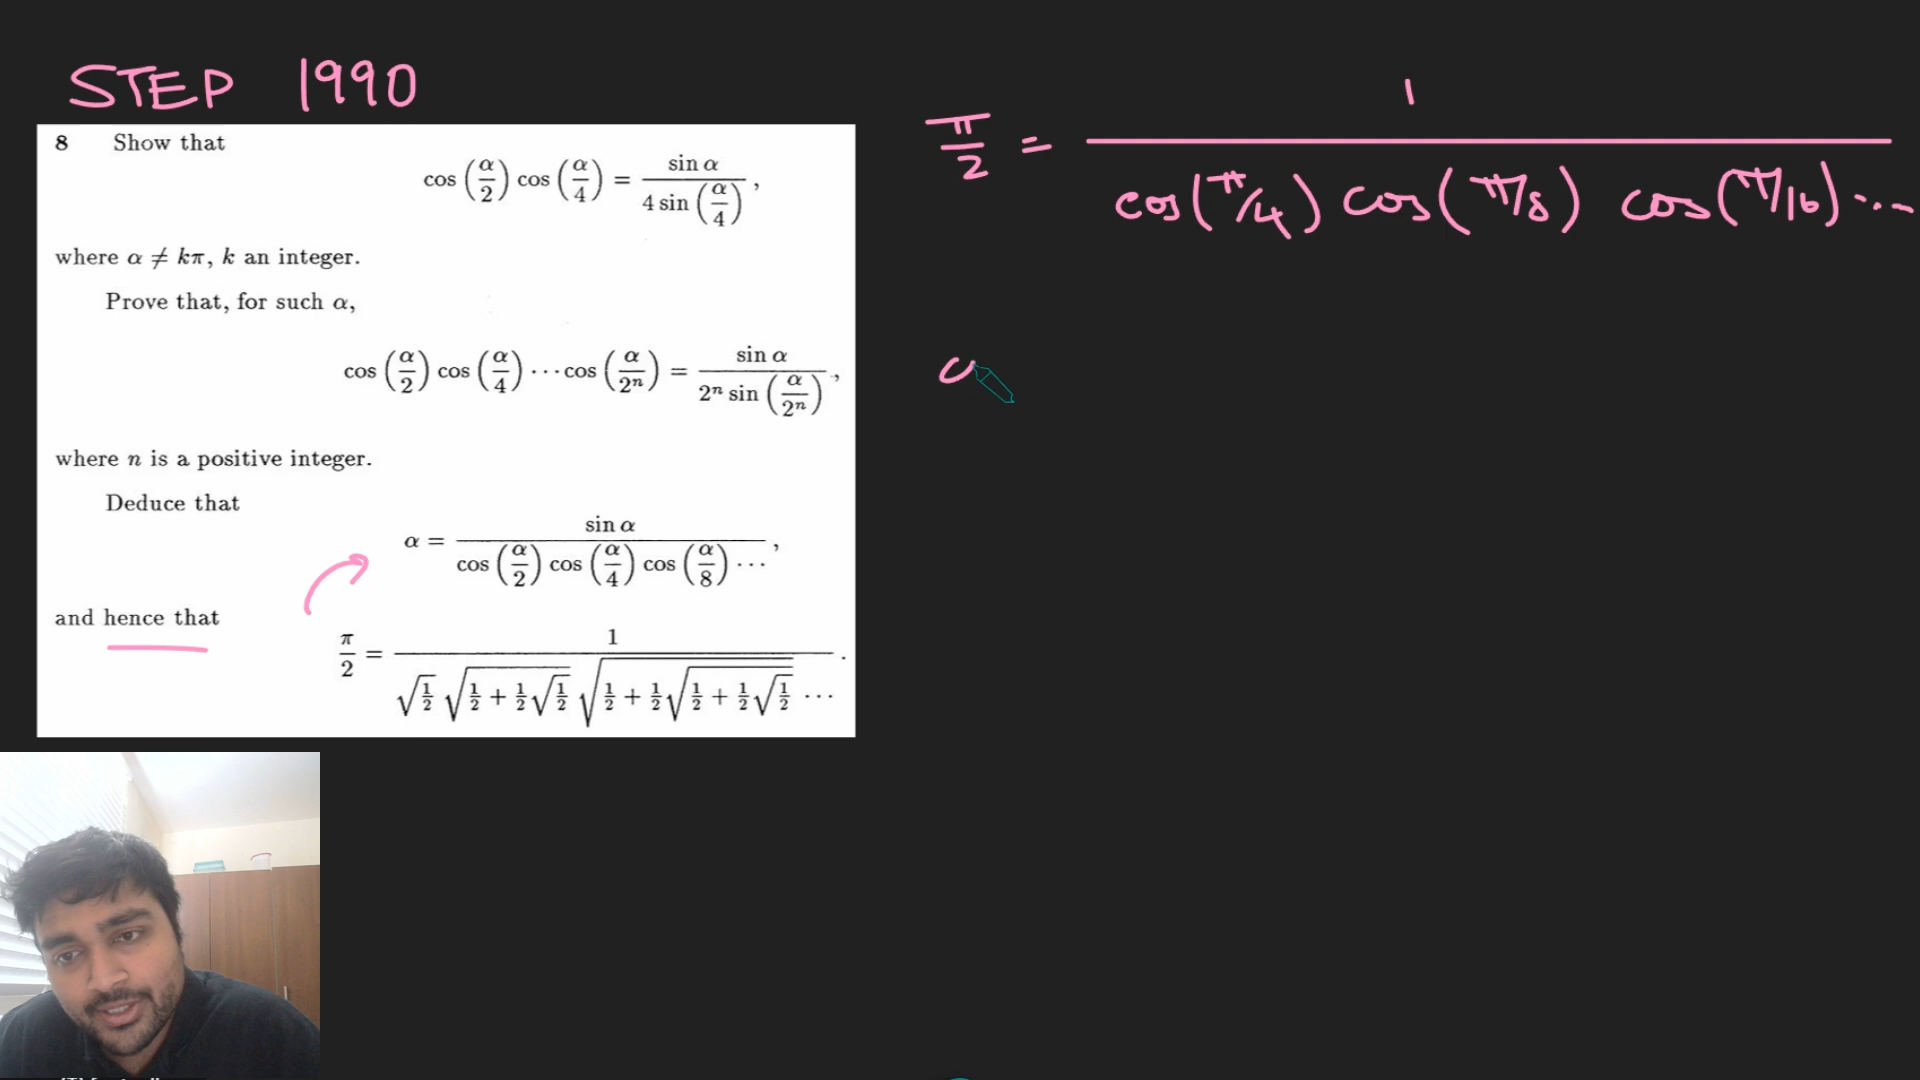 STEP 1990
8 Show that
cos (α/2) cos (α/4) = sin α / 4 sin (α/4) ,
where α ≠ kπ, k an integer.
Prove that, for such α,
cos (α/2) cos (α/4) ··· cos (α/2ⁿ) = sin α / 2ⁿ sin (α/2ⁿ) ,
where n is a positive integer.
Deduce that
α = sin α / cos (α/2) cos (α/4) cos (α/8) ··· ,
and hence that
π/2 = 1 / √(1/2) √(1/2 + 1/2 √(1/2)) √(1/2 + 1/2 √(1/2 + 1/2 √(1/2))) ··· .
π/2 = 1 / cos(π/4) cos(π/8) cos(π/16) ···